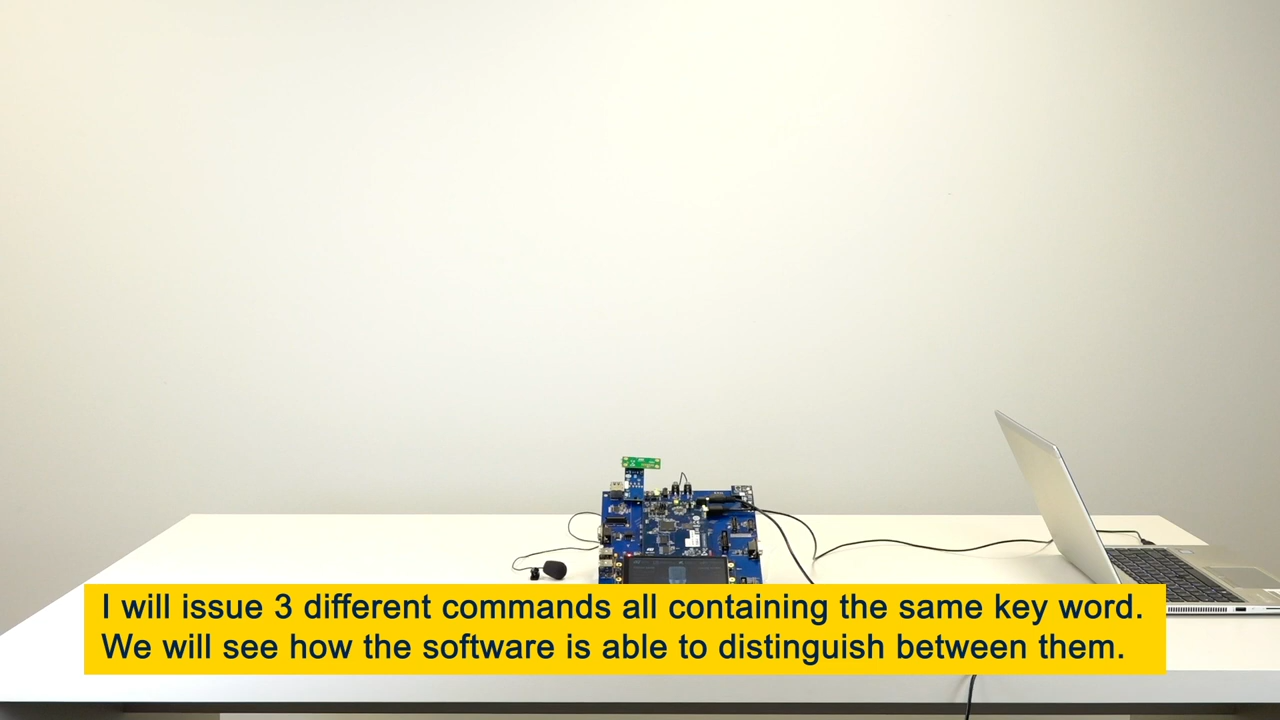 I will issue 3 different commands all containing the same key word.
We will see how the software is able to distinguish between them.